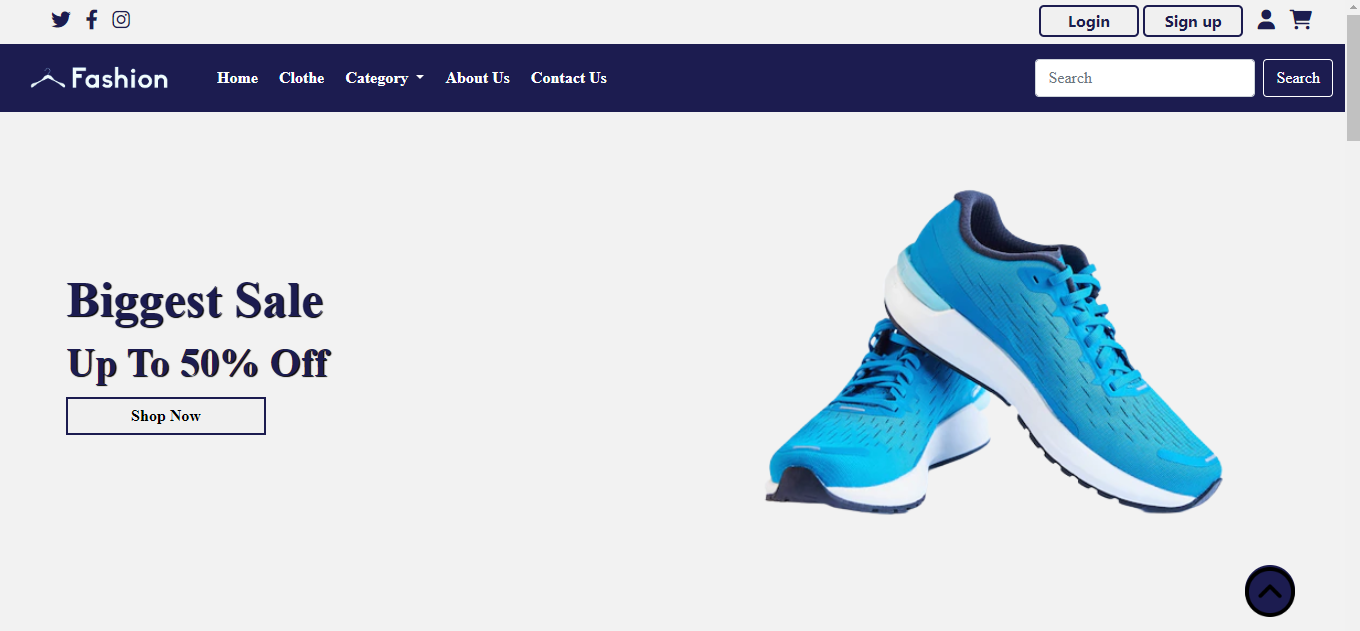 Login Sign up
Fashion Home Clothe Category About Us Contact Us Search Search
Biggest Sale
Up To 50% Off
Shop Now